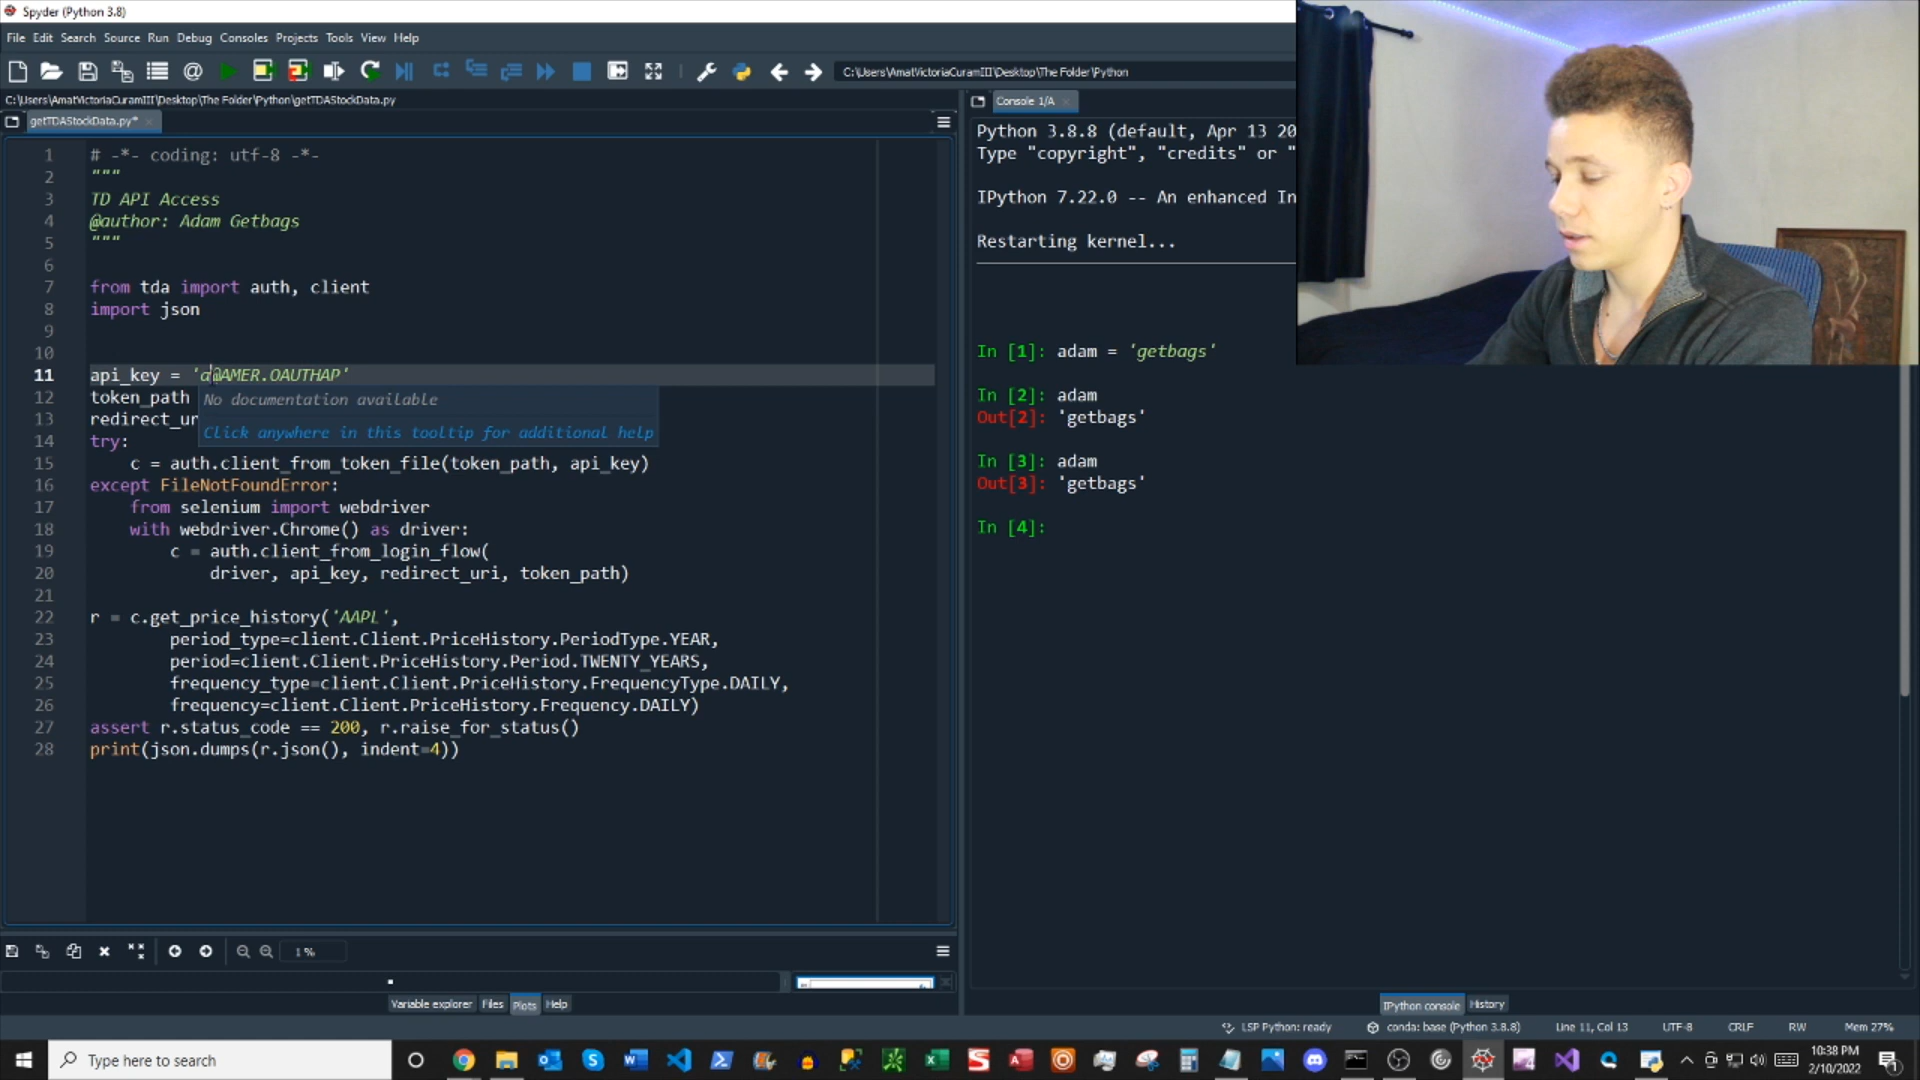 Spyder (Python 3.8)
File Edit Search Source Run Debug Consoles Projects Tools View Help
C:\Users\AmatVictoriaCuramIII\Desktop\The Folder\Python
C:\Users\AmatVictoriaCuramIII\Desktop\The Folder\Python\getTDAStockData.py
getTDAStockData.py*
1 # -*- coding: utf-8 -*-
2 """
3 TD API Access
4 @author: Adam Getbags
5 """
6
7 from tda import auth, client
8 import json
9
10
11 api_key = 'a@AMER.OAUTHAP'
12 token_path
13 redirect_ur
No documentation available
Click anywhere in this tooltip for additional help
14 try:
15 c = auth.client_from_token_file(token_path, api_key)
16 except FileNotFoundError:
17 from selenium import webdriver
18 with webdriver.Chrome() as driver:
19 c = auth.client_from_login_flow(
20 driver, api_key, redirect_uri, token_path)
21
22 r = c.get_price_history('AAPL',
23 period_type=client.Client.PriceHistory.PeriodType.YEAR,
24 period=client.Client.PriceHistory.Period.TWENTY_YEARS,
25 frequency_type=client.Client.PriceHistory.FrequencyType.DAILY,
26 frequency=client.Client.PriceHistory.Frequency.DAILY)
27 assert r.status_code == 200, r.raise_for_status()
28 print(json.dumps(r.json(), indent=4))
1 %
Variable explorer Files Plots Help
Console 1/A
Python 3.8.8 (default, Apr 13 20
Type "copyright", "credits" or "
IPython 7.22.0 -- An enhanced In
Restarting kernel...
In [1]: adam = 'getbags'
In [2]: adam
Out[2]: 'getbags'
In [3]: adam
Out[3]: 'getbags'
In [4]:
IPython console History
LSP Python: ready conda: base (Python 3.8.8) Line 11, Col 13 UTF-8 CRLF RW Mem 27%
Type here to search
10:38 PM
2/10/2022